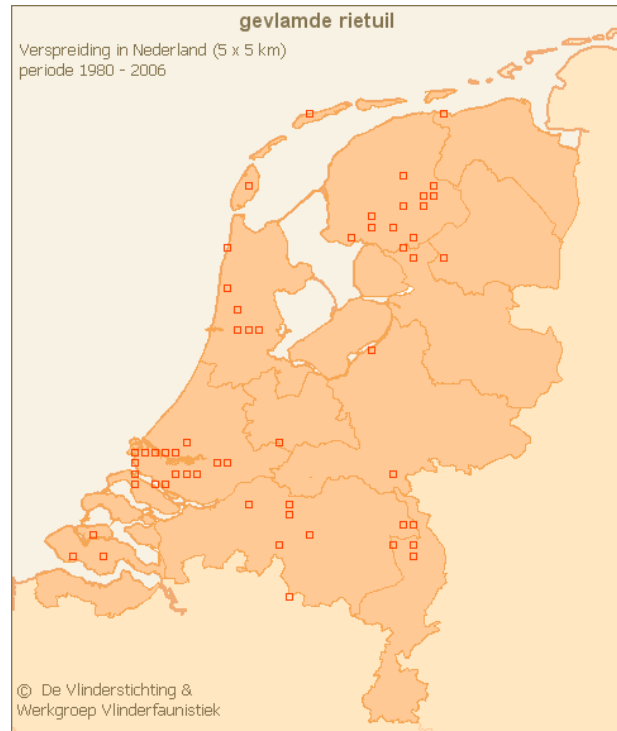 gevlamde rietuil
Verspreiding in Nederland (5 x 5 km)
periode 1980 - 2006
© De Vlinderstichting &
Werkgroep Vlinderfaunistiek